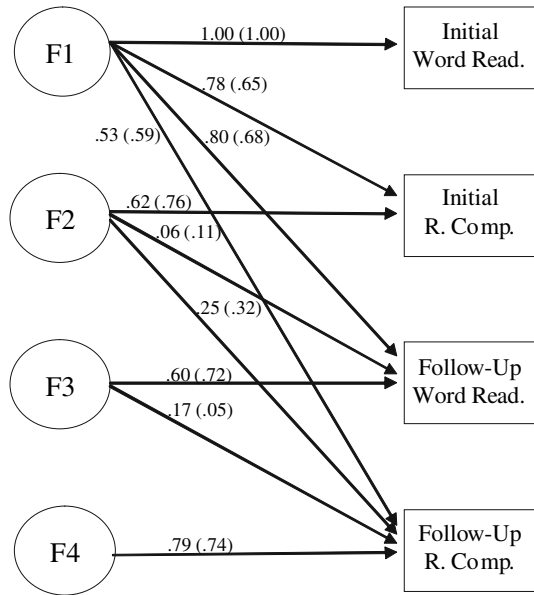 F1
1.00 (1.00)
Initial
Word Read.
.78 (.65)
.53 (.59)
.80 (.68)
F2
.62 (.76)
Initial
R. Comp.
.06 (.11)
.25 (.32)
F3
.60 (.72)
Follow-Up
Word Read.
.17 (.05)
F4
.79 (.74)
Follow-Up
R. Comp.